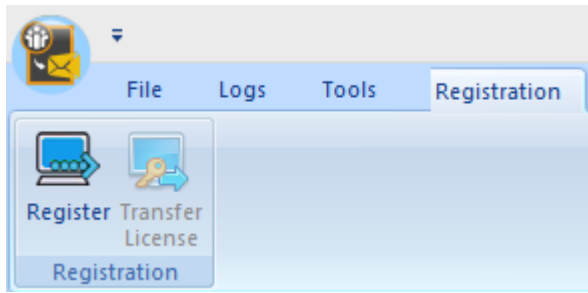 File Logs Tools Registration
Register Transfer
License
Registration